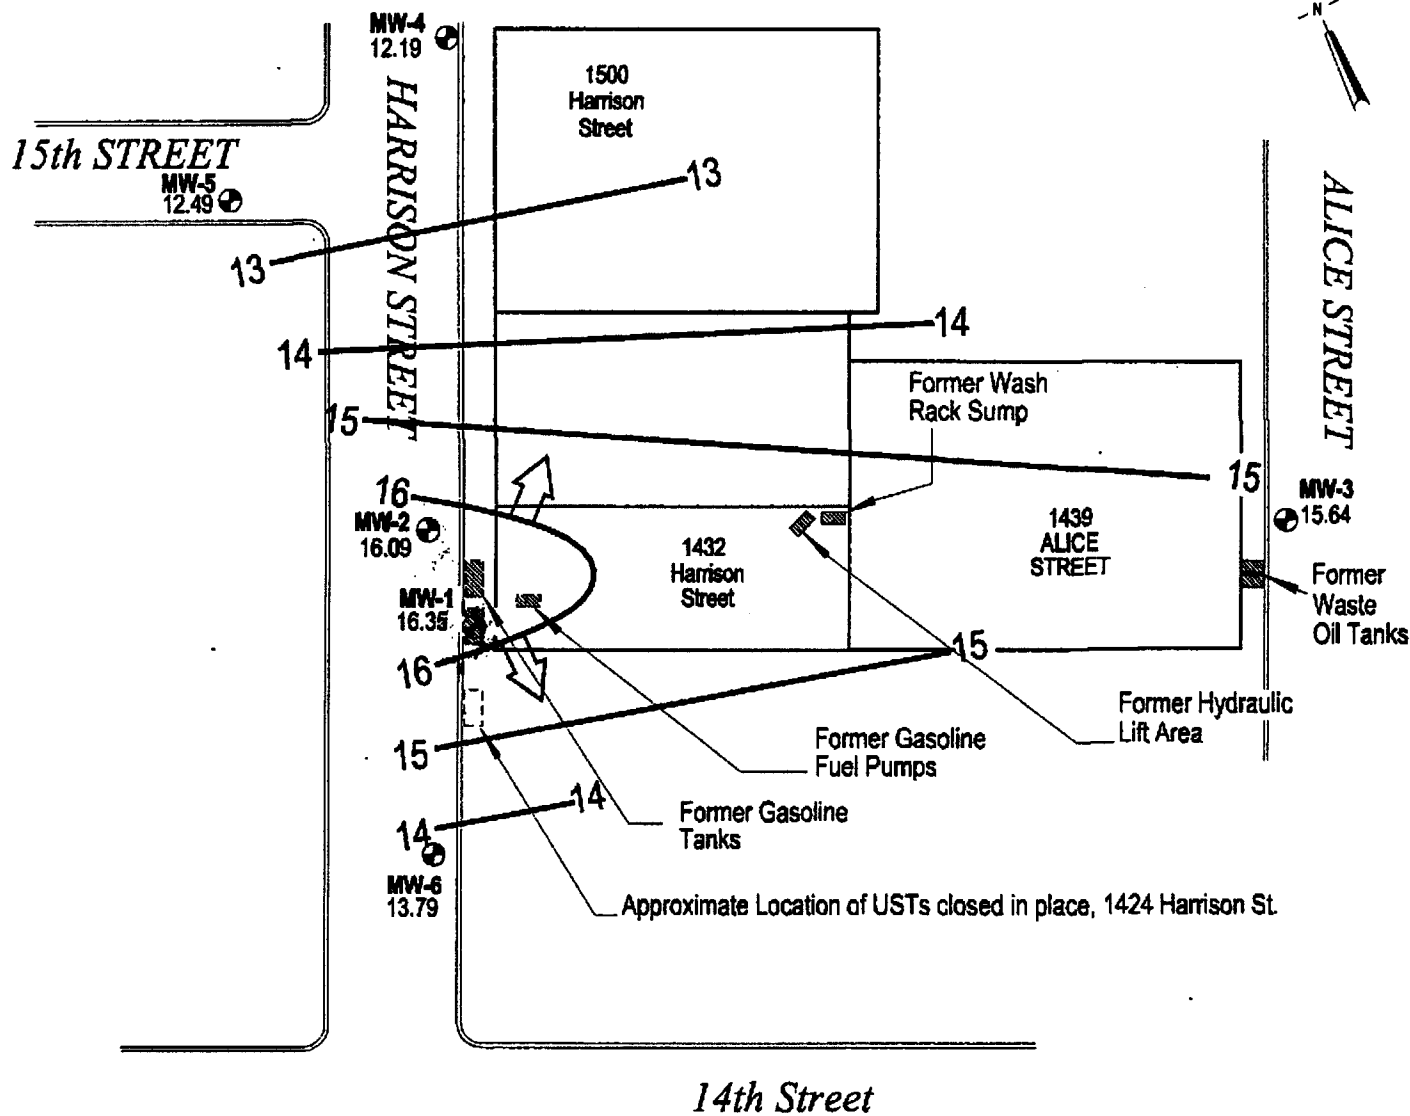 N
MW-4
12.19
1500
Harrison
Street
HARRISON STREET
15th STREET
MW-5
12.49
13
13
ALICE STREET
14
14
15
Former Wash
Rack Sump
15
16
MW-2
16.09
MW-3
15.64
1432
Harrison
Street
1439
ALICE
STREET
MW-1
16.35
Former
Waste
Oil Tanks
16
15
15
Former Hydraulic
Lift Area
Former Gasoline
Fuel Pumps
14
14
Former Gasoline
Tanks
MW-6
13.79
Approximate Location of USTs closed in place, 1424 Harrison St.
14th Street